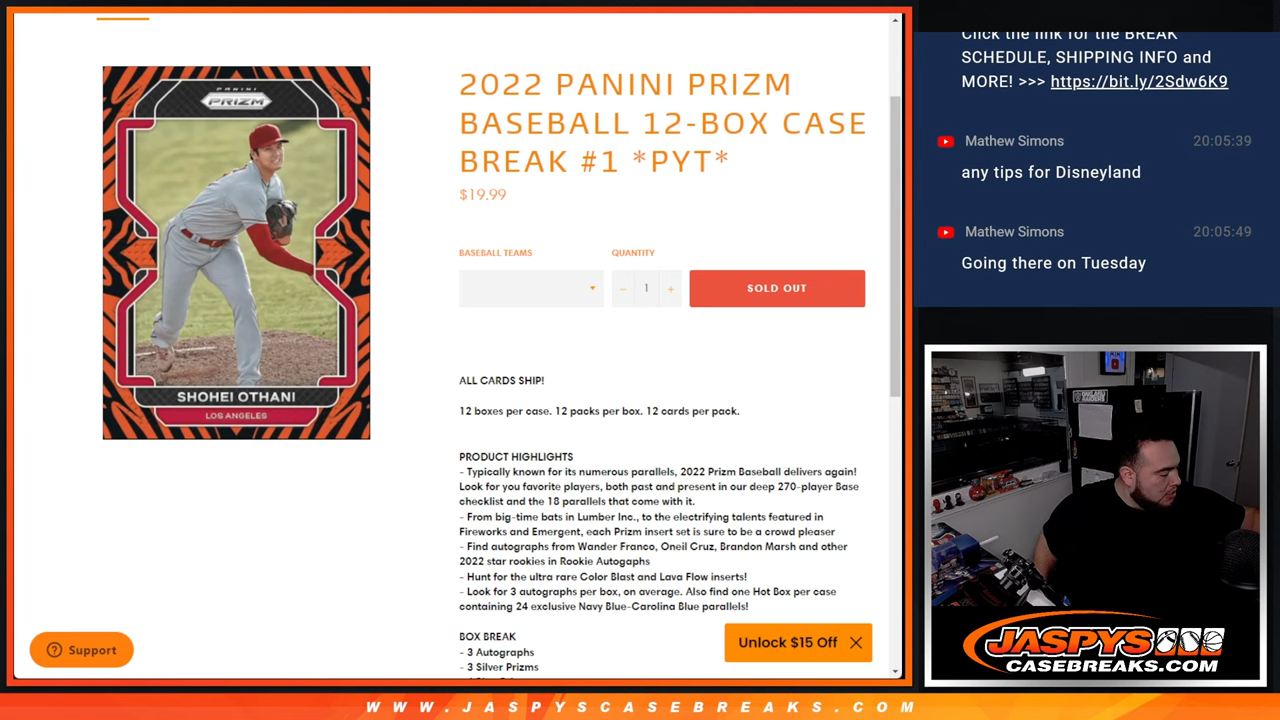 PANINI
PRIZM
SHOHEI OTHANI
LOS ANGELES
2022 PANINI PRIZM
BASEBALL 12-BOX CASE
BREAK #1 *PYT*
$19.99
BASEBALL TEAMS
QUANTITY
− 1 +
SOLD OUT
ALL CARDS SHIP!
12 boxes per case. 12 packs per box. 12 cards per pack.
PRODUCT HIGHLIGHTS
- Typically known for its numerous parallels, 2022 Prizm Baseball delivers again!
Look for you favorite players, both past and present in our deep 270-player Base
checklist and the 18 parallels that come with it.
- From big-time bats in Lumber Inc., to the electrifying talents featured in
Fireworks and Emergent, each Prizm insert set is sure to be a crowd pleaser
- Find autographs from Wander Franco, Oneil Cruz, Brandon Marsh and other
2022 star rookies in Rookie Autogaphs
- Hunt for the ultra rare Color Blast and Lava Flow inserts!
- Look for 3 autographs per box, on average. Also find one Hot Box per case
containing 24 exclusive Navy Blue-Carolina Blue parallels!
BOX BREAK
- 3 Autographs
- 3 Silver Prizms
Support
Unlock $15 Off
Click the link for the BREAK
SCHEDULE, SHIPPING INFO and
MORE! >>> https://bit.ly/2Sdw6K9
Mathew Simons 20:05:39
any tips for Disneyland
Mathew Simons 20:05:49
Going there on Tuesday
JASPYS
CASEBREAKS.COM
WWW.JASPYSCASEBREAKS.COM